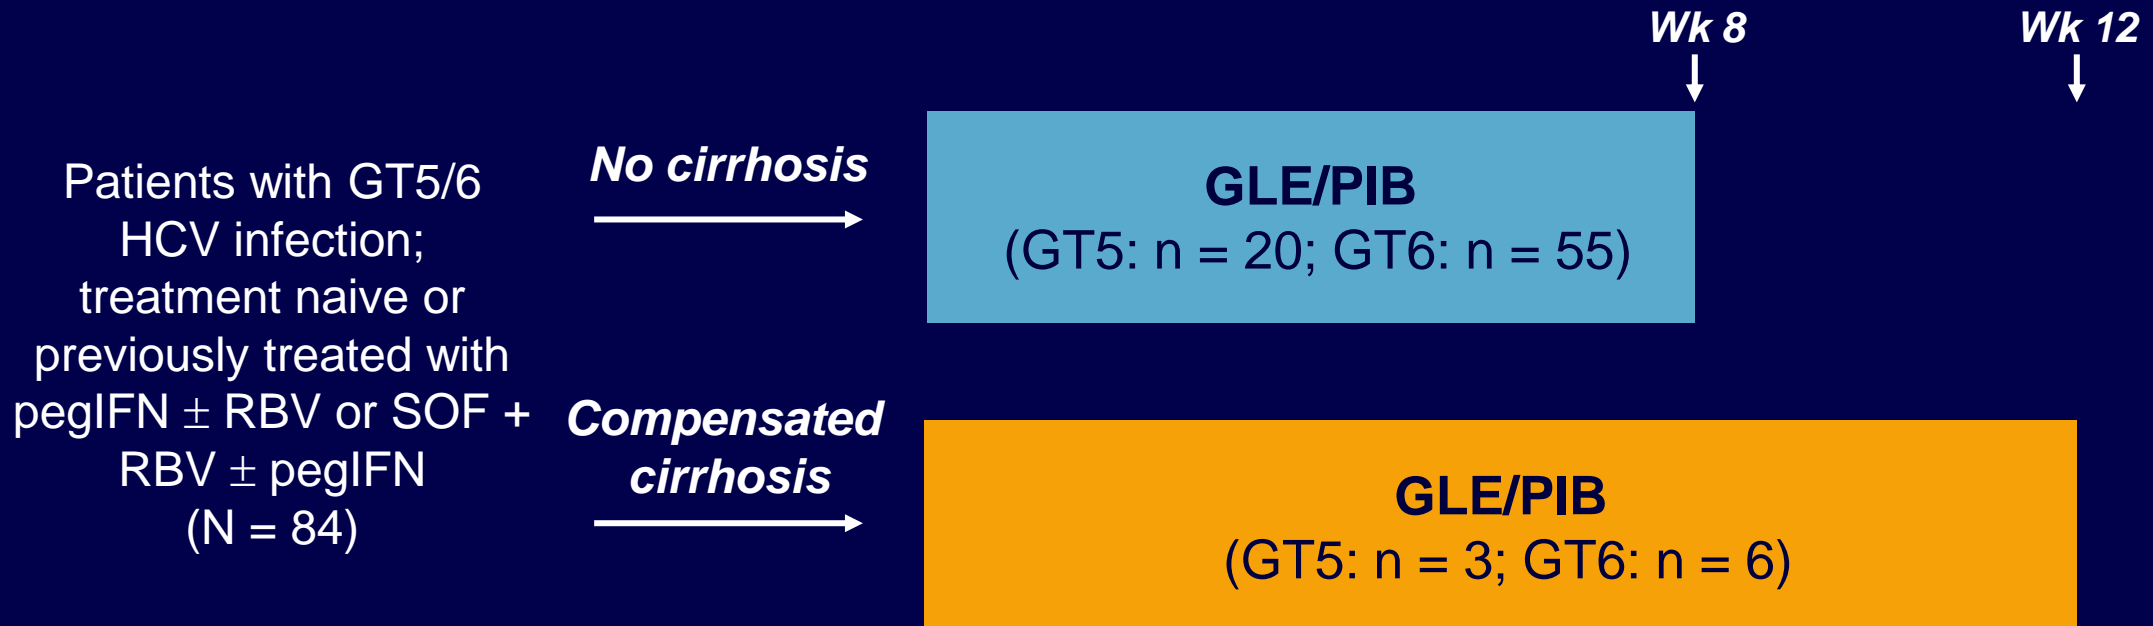 Wk 8
Wk 12
Patients with GT5/6
HCV infection;
treatment naive or
previously treated with
pegIFN ± RBV or SOF +
RBV ± pegIFN
(N = 84)
No cirrhosis
GLE/PIB
(GT5: n = 20; GT6: n = 55)
Compensated
cirrhosis
GLE/PIB
(GT5: n = 3; GT6: n = 6)